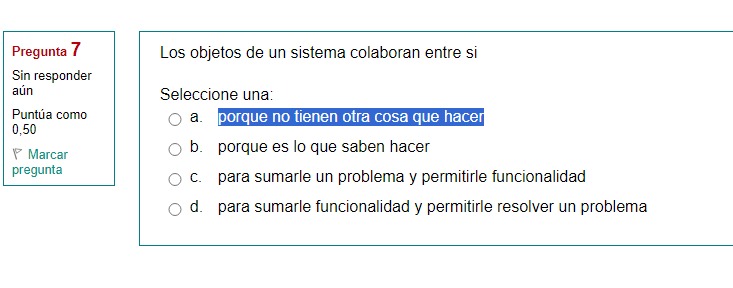 Pregunta 7
Sin responder
aún
Puntúa como
0,50
Marcar
pregunta
Los objetos de un sistema colaboran entre si
Seleccione una:
a. porque no tienen otra cosa que hacer
b. porque es lo que saben hacer
c. para sumarle un problema y permitirle funcionalidad
d. para sumarle funcionalidad y permitirle resolver un problema